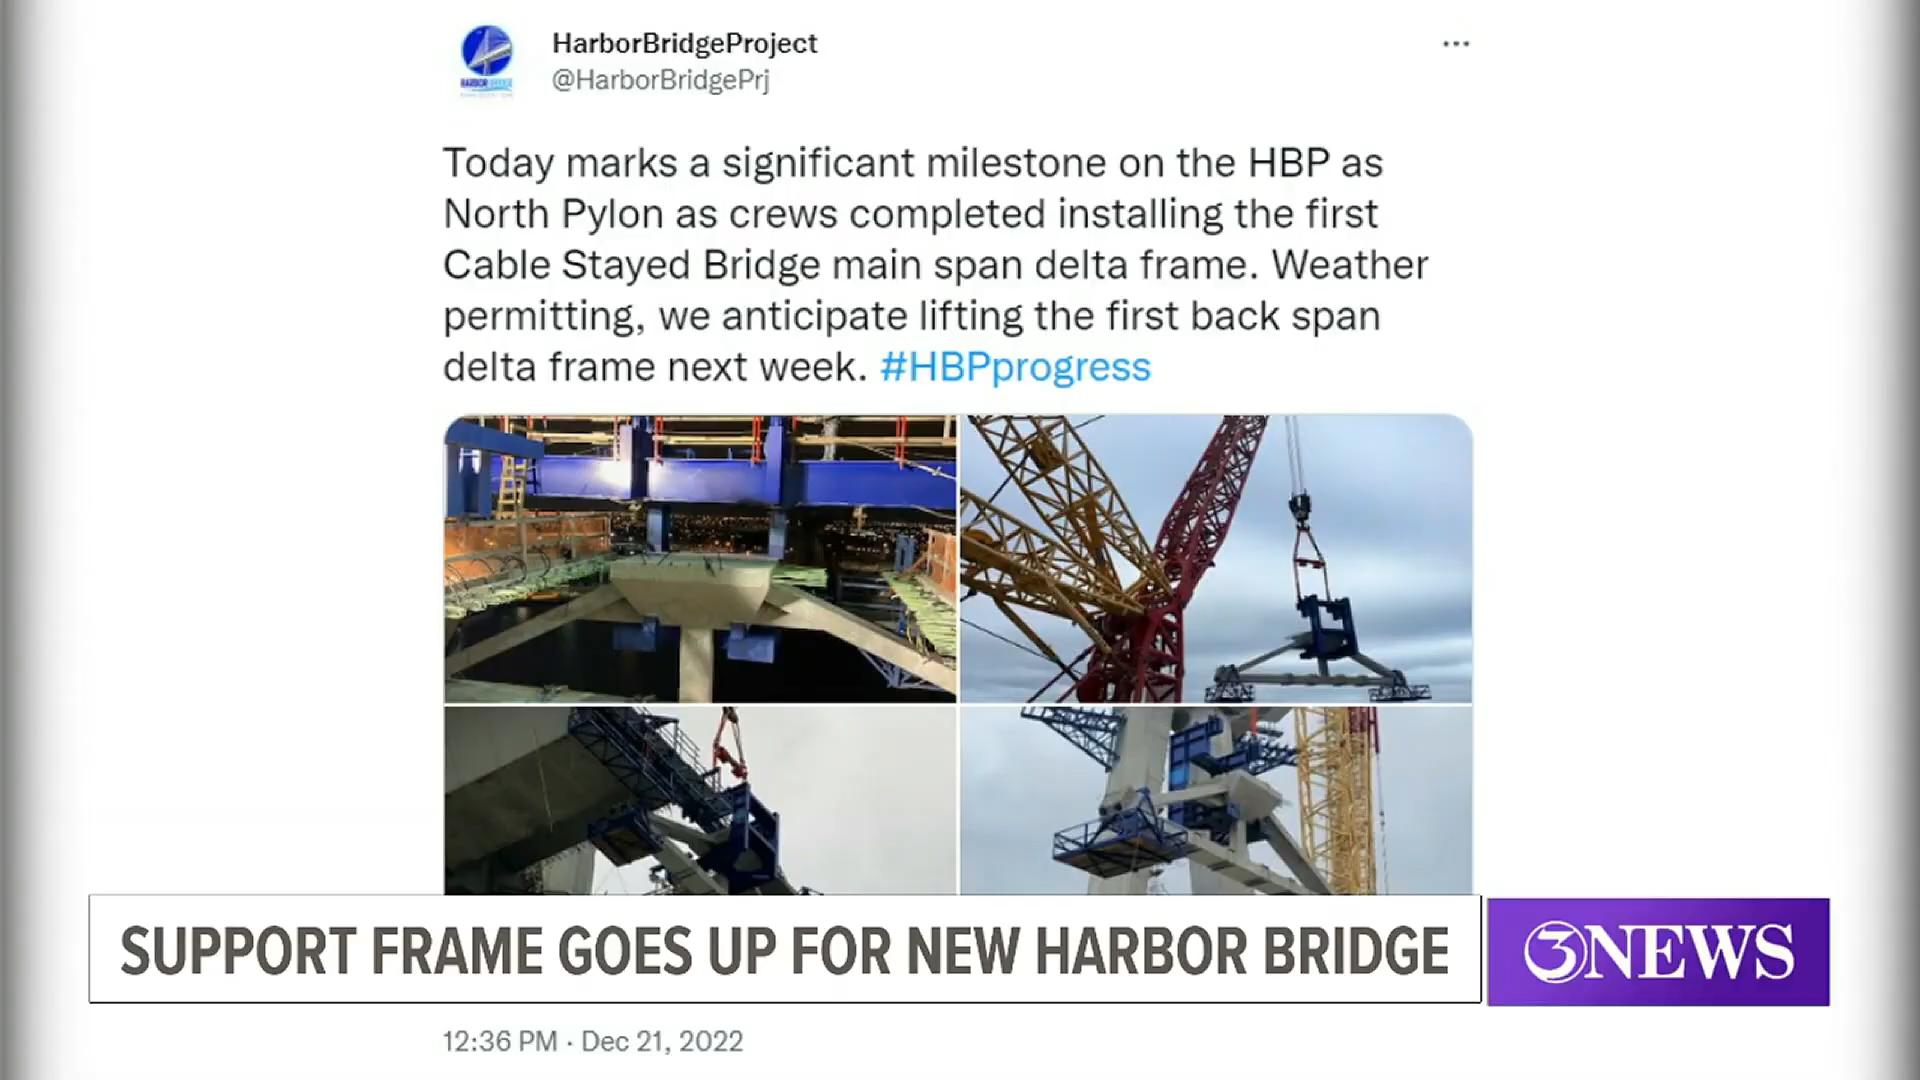 HarborBridgeProject
@HarborBridgePrj
Today marks a significant milestone on the HBP as
North Pylon as crews completed installing the first
Cable Stayed Bridge main span delta frame. Weather
permitting, we anticipate lifting the first back span
delta frame next week. #HBPprogress
SUPPORT FRAME GOES UP FOR NEW HARBOR BRIDGE
3NEWS
12:36 PM · Dec 21, 2022